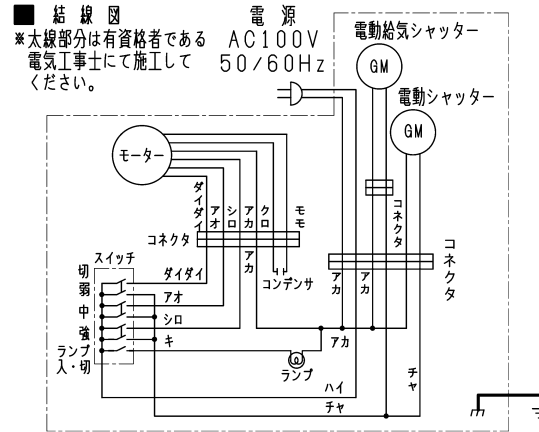 ■ 結線図
※太線部分は有資格者である
電気工事士にて施工して
ください。
電源
AC100V
50/60Hz
電動給気シャッター
GM
電動シャッター
GM
モーター
ダイダイ
アオ
シロ
アカ
クロ
モモ
コネクタ
コネクタ
コネクタ
アカ
コンデンサ
アカ
アカ
スイッチ
切
弱
中
強
ランプ
入・切
ダイダイ
アオ
シロ
キ
アカ
ランプ
チャ
ハイ
チャ